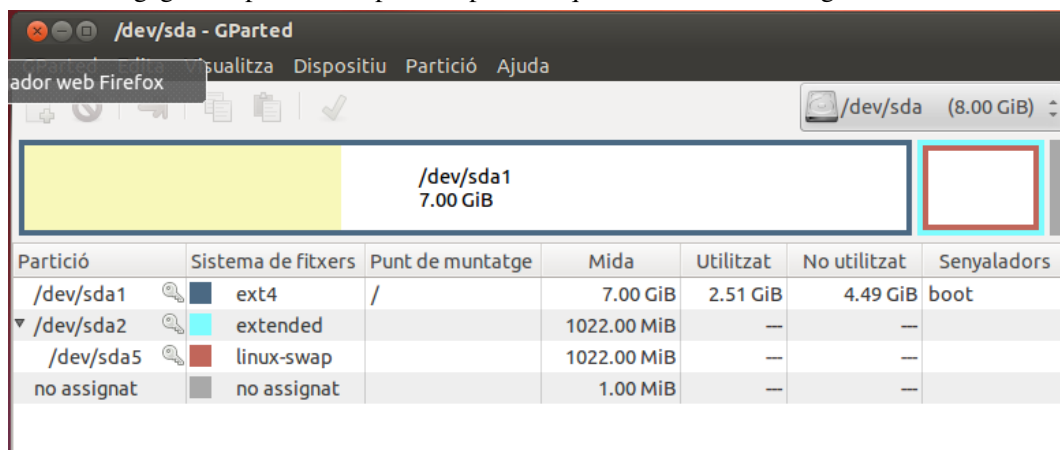 /dev/sda - GParted
GParted Edita Visualitza Dispositiu Partició Ajuda
ador web Firefox
/dev/sda (8.00 GiB)
/dev/sda1
7.00 GiB
Partició Sistema de fitxers Punt de muntatge Mida Utilitzat No utilitzat Senyaladors
/dev/sda1 ext4 / 7.00 GiB 2.51 GiB 4.49 GiB boot
/dev/sda2 extended 1022.00 MiB --- ---
/dev/sda5 linux-swap 1022.00 MiB --- ---
no assignat no assignat 1.00 MiB --- ---